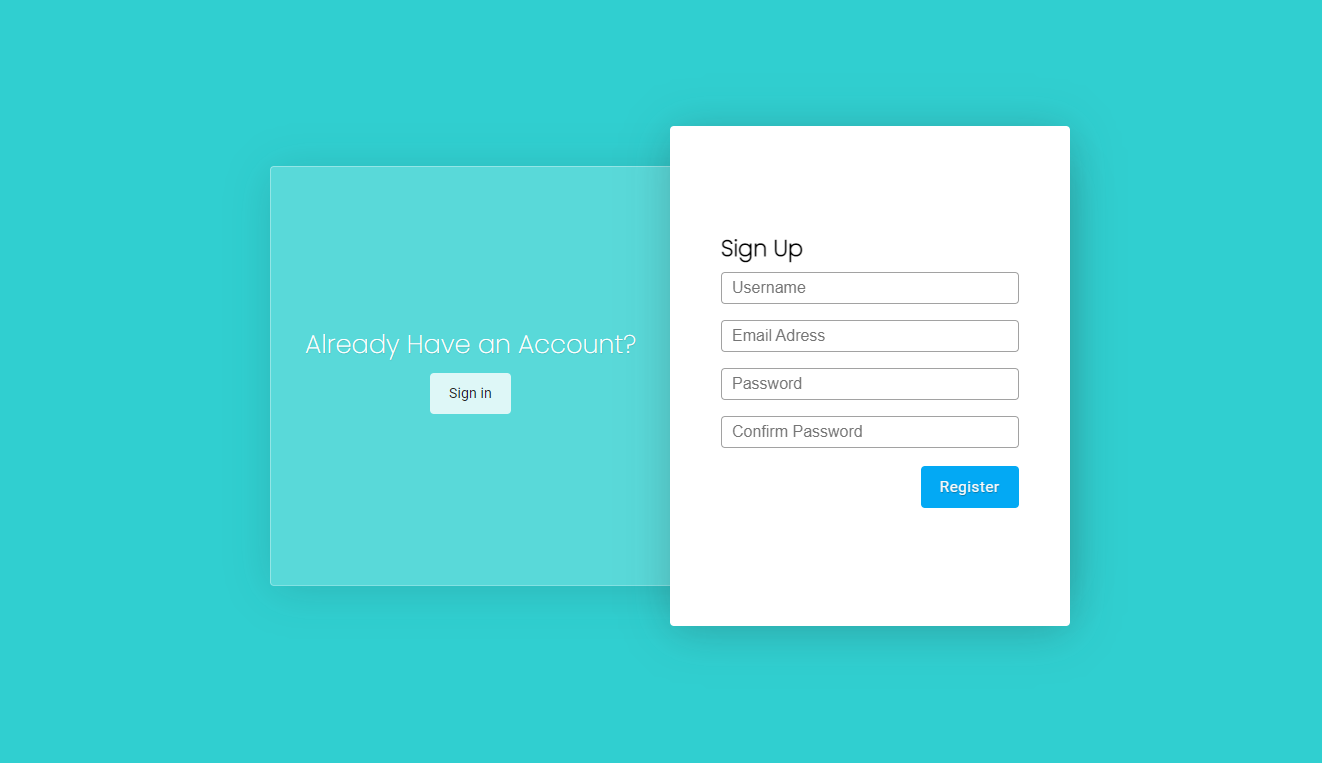 Already Have an Account?
Sign in
Sign Up
Username
Email Adress
Password
Confirm Password
Register